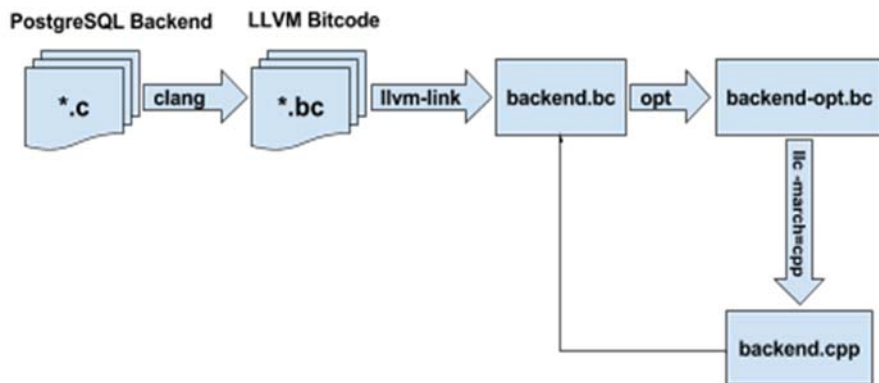 PostgreSQL Backend
LLVM Bitcode
*.c
clang
*.bc
llvm-link
backend.bc
opt
backend-opt.bc
llc -march=cpp
backend.cpp